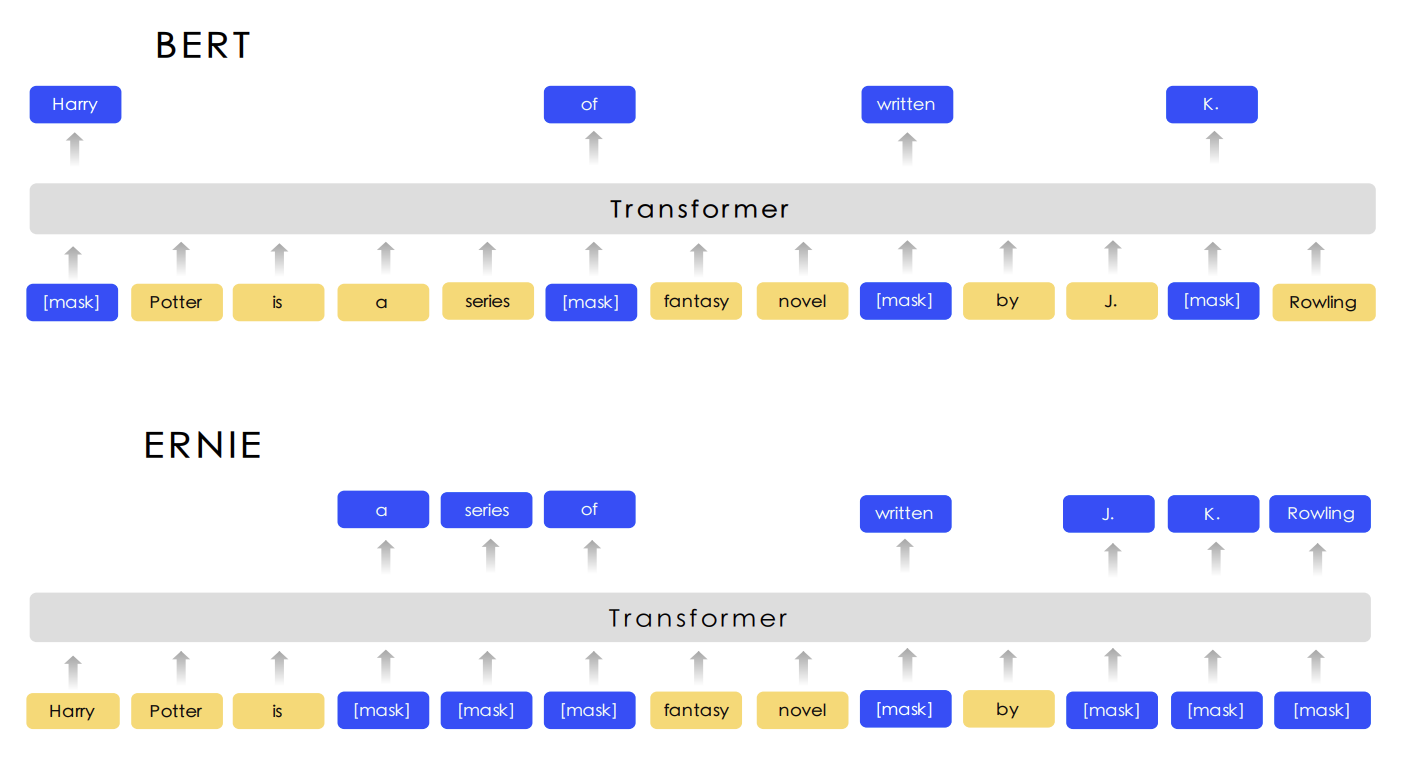 BERT
Harry of written K.
Transformer
[mask] Potter is a series [mask] fantasy novel [mask] by J. [mask] Rowling
ERNIE
a series of written J. K. Rowling
Transformer
Harry Potter is [mask] [mask] [mask] fantasy novel [mask] by [mask] [mask] [mask]